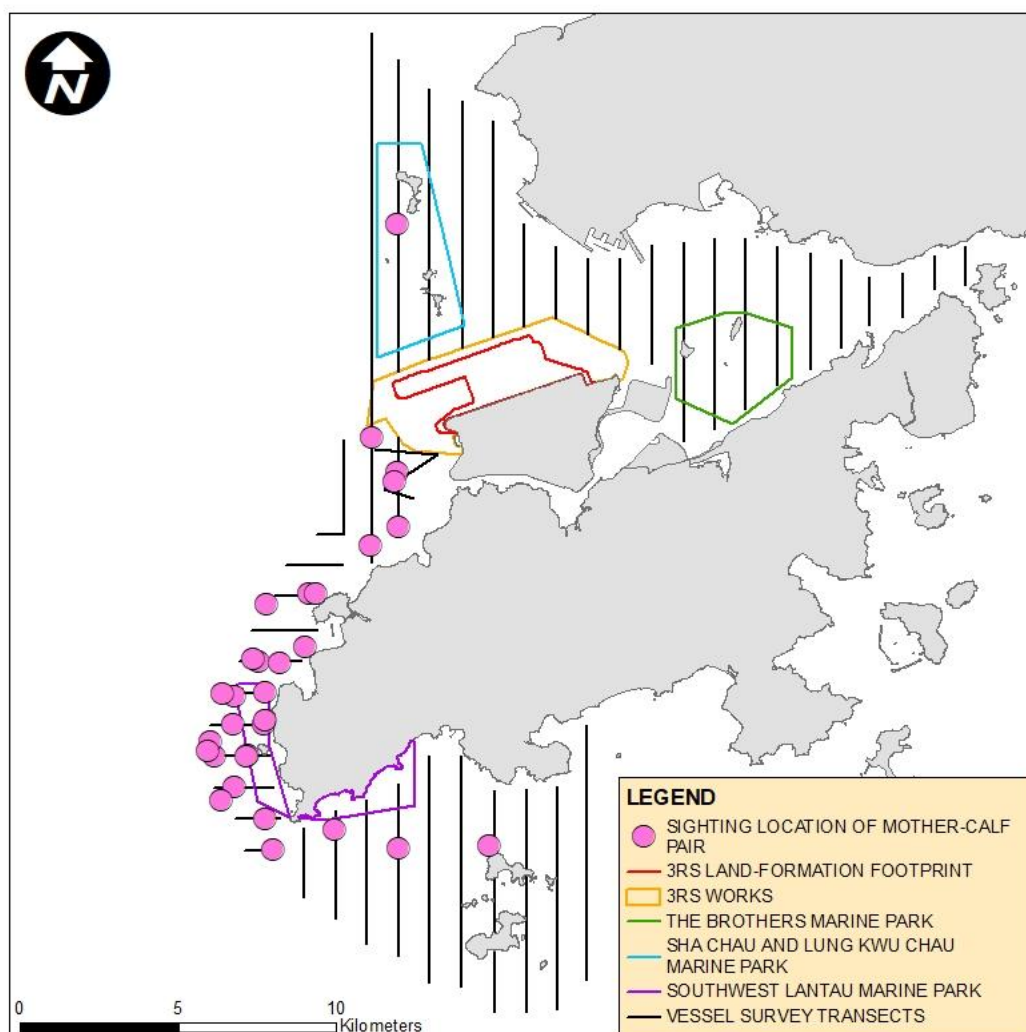 N
LEGEND
SIGHTING LOCATION OF MOTHER-CALF
PAIR
3RS LAND-FORMATION FOOTPRINT
3RS WORKS
THE BROTHERS MARINE PARK
SHA CHAU AND LUNG KWU CHAU
MARINE PARK
SOUTHWEST LANTAU MARINE PARK
VESSEL SURVEY TRANSECTS
0 5 10
Kilometers